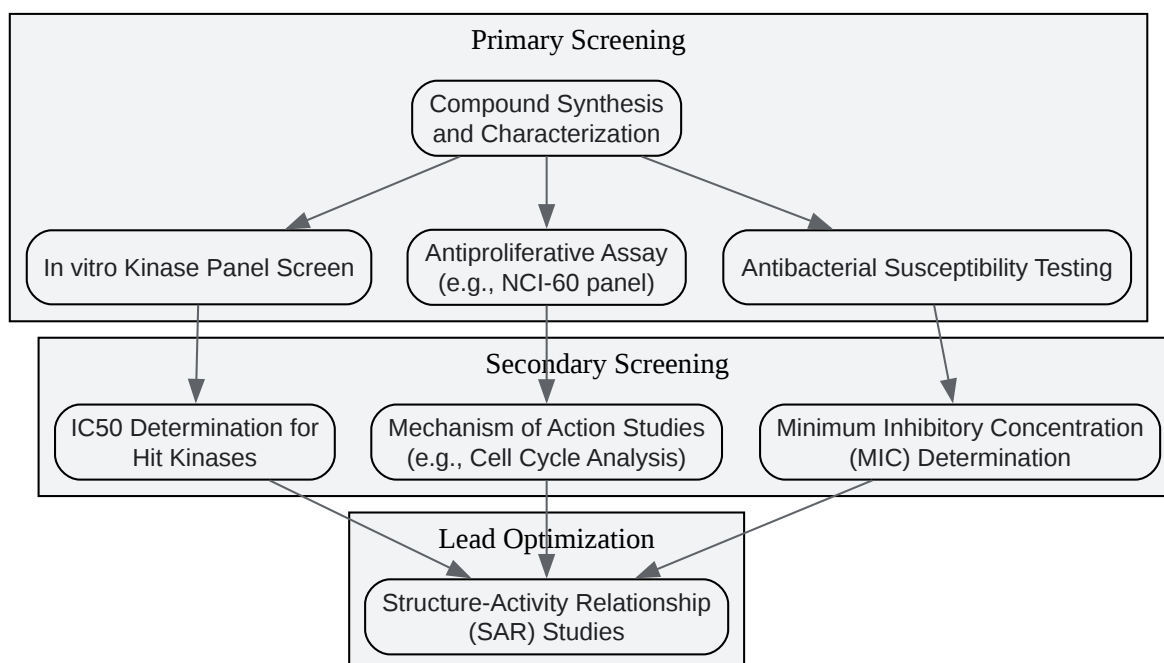 Primary Screening
Compound Synthesis
and Characterization
In vitro Kinase Panel Screen
Antiproliferative Assay
(e.g., NCI-60 panel)
Antibacterial Susceptibility Testing
Secondary Screening
IC50 Determination for
Hit Kinases
Mechanism of Action Studies
(e.g., Cell Cycle Analysis)
Minimum Inhibitory Concentration
(MIC) Determination
Lead Optimization
Structure-Activity Relationship
(SAR) Studies